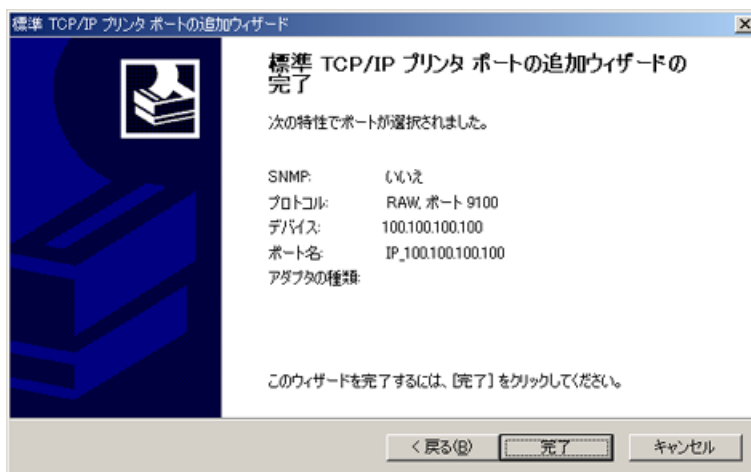 標準 TCP/IP プリンタ ポートの追加ウィザード
標準 TCP/IP プリンタ ポートの追加ウィザードの
完了
次の特性でポートが選択されました。
SNMP: いいえ
プロトコル: RAW, ポート 9100
デバイス: 100.100.100.100
ポート名: IP_100.100.100.100
アダプタの種類:
このウィザードを完了するには、[完了] をクリックしてください。
< 戻る(B) 完了 キャンセル